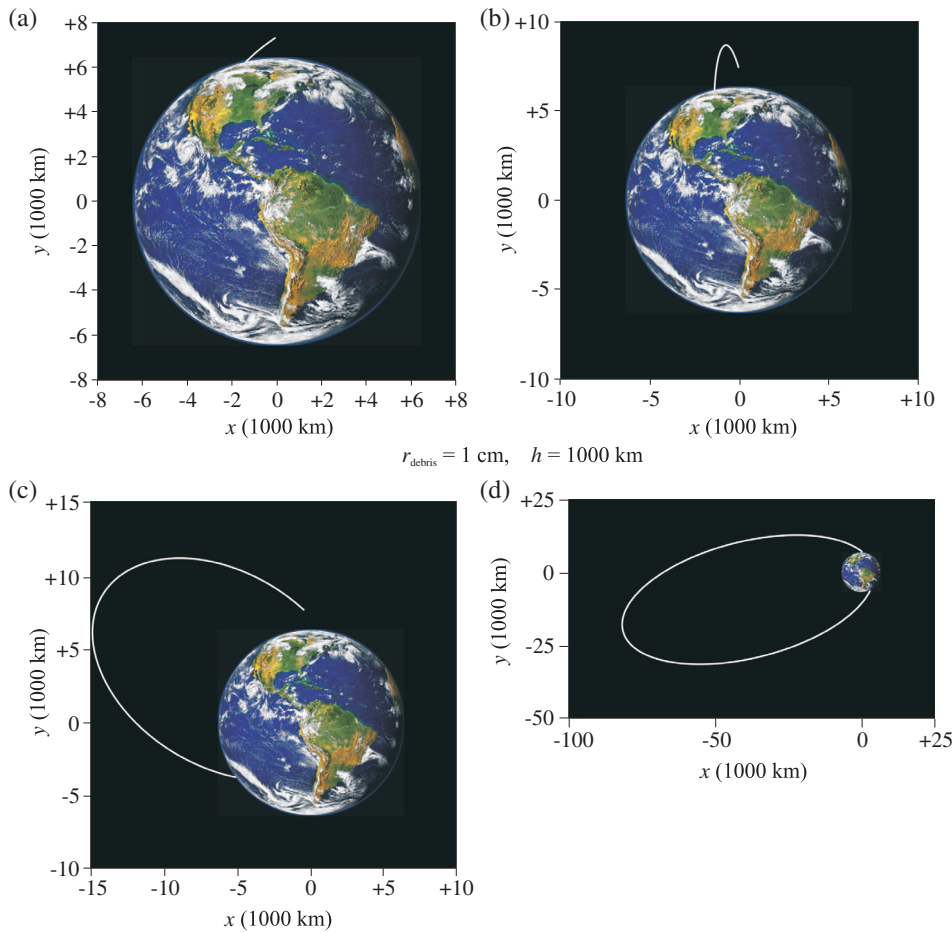 (a)
+8
+6
+4
+2
0
-2
-4
-6
-8
y (1000 km)
-8 -6 -4 -2 0 +2 +4 +6 +8
x (1000 km)
(b)
+10
+5
0
-5
-10
y (1000 km)
-10 -5 0 +5 +10
x (1000 km)
r_debris = 1 cm, h = 1000 km
(c)
+15
+10
+5
0
-5
-10
y (1000 km)
-15 -10 -5 0 +5 +10
x (1000 km)
(d)
+25
0
-25
-50
y (1000 km)
-100 -50 0 +25
x (1000 km)